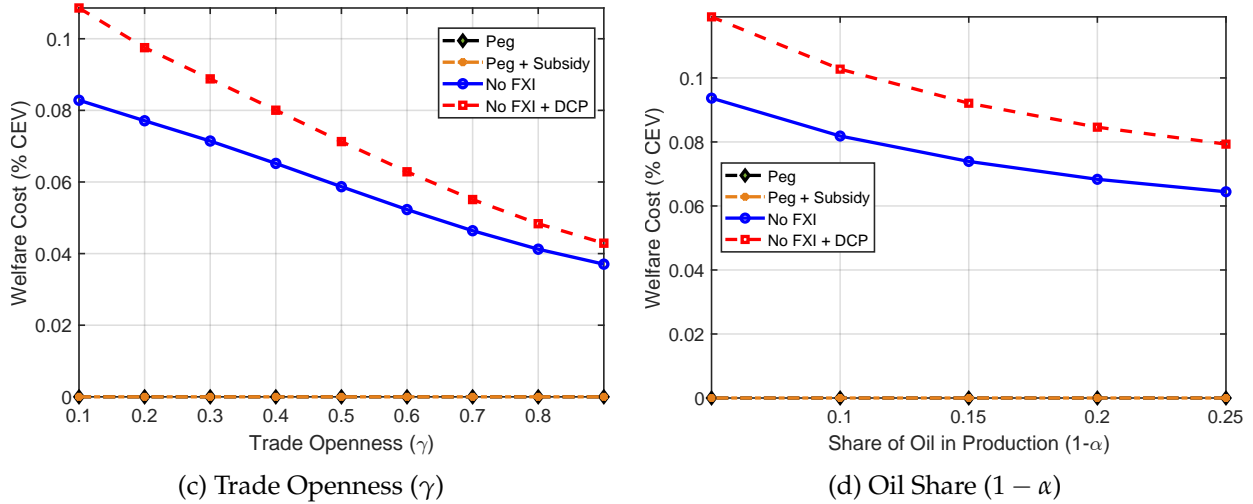 0.1
0.08
0.06
0.04
0.02
0
Welfare Cost (% CEV)
Peg
Peg + Subsidy
No FXI
No FXI + DCP
0.1 0.2 0.3 0.4 0.5 0.6 0.7 0.8
Trade Openness (γ)
(c) Trade Openness (γ)
0.1
0.08
0.06
0.04
0.02
0
Welfare Cost (% CEV)
Peg
Peg + Subsidy
No FXI
No FXI + DCP
0.1 0.15 0.2 0.25
Share of Oil in Production (1-α)
(d) Oil Share (1 − α)